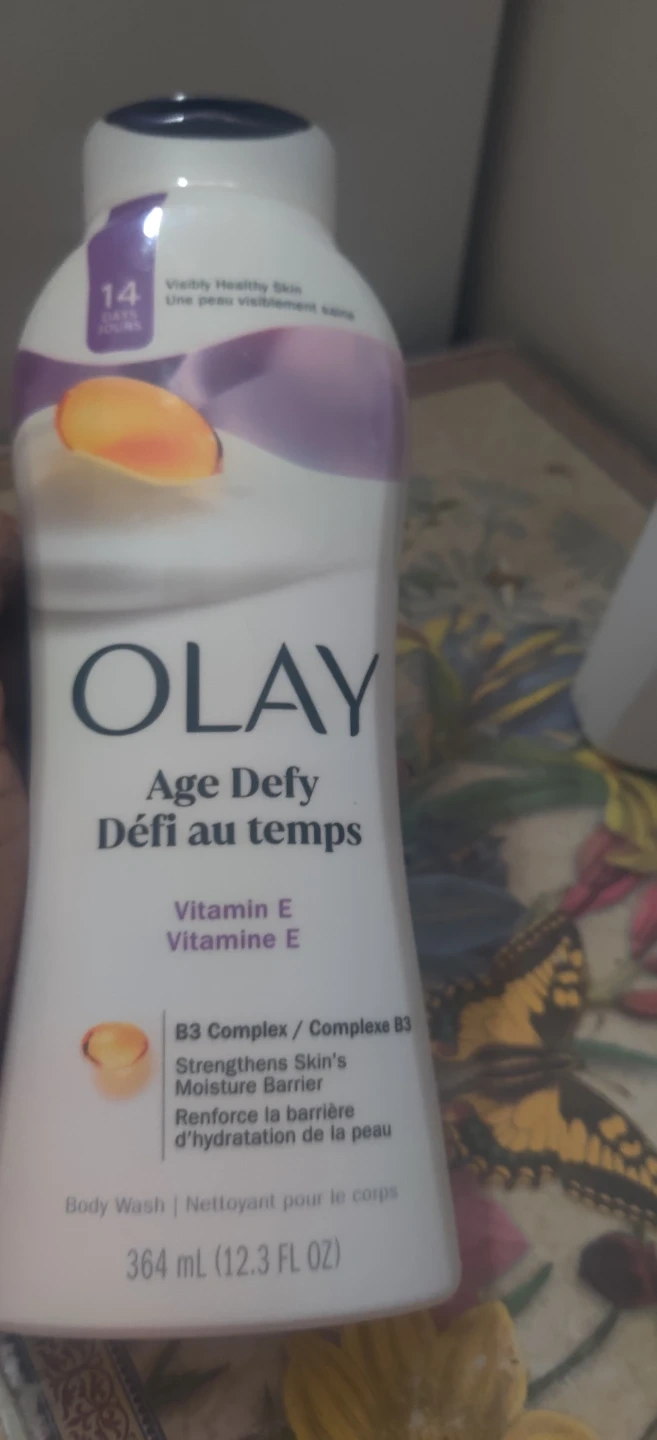 14
DAYS
JOURS
Visibly Healthy Skin
Une peau visiblement saine
OLAY
Age Defy
Défi au temps
Vitamin E
Vitamine E
B3 Complex / Complexe B3
Strengthens Skin's
Moisture Barrier
Renforce la barrière
d'hydratation de la peau
Body Wash | Nettoyant pour le corps
364 mL (12.3 FL OZ)